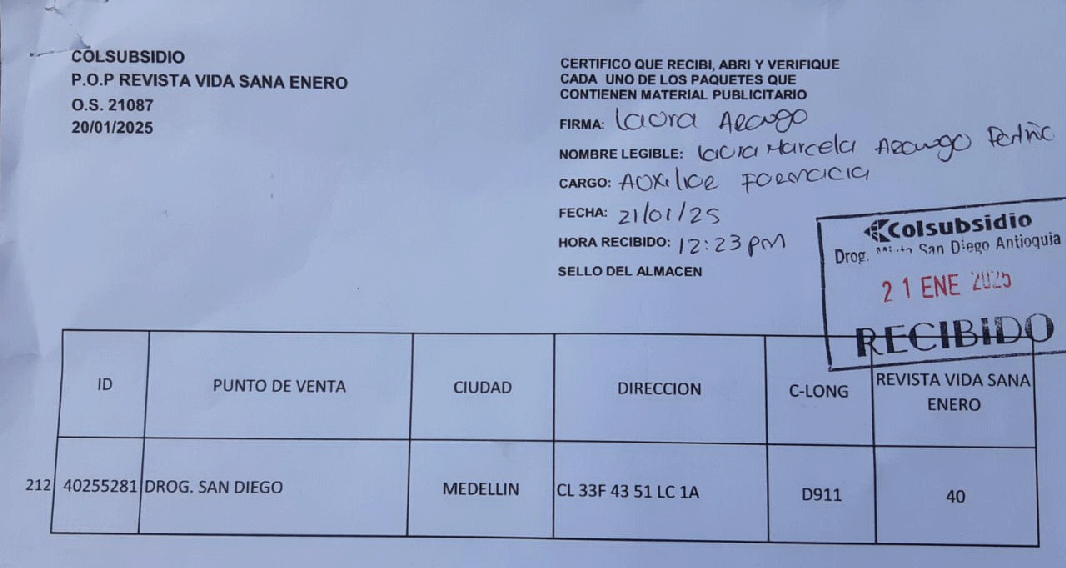 COLSUBSIDIO
P.O.P REVISTA VIDA SANA ENERO
O.S. 21087
20/01/2025
CERTIFICO QUE RECIBI, ABRI Y VERIFIQUE
CADA UNO DE LOS PAQUETES QUE
CONTIENEN MATERIAL PUBLICITARIO
FIRMA: Laura Arango
NOMBRE LEGIBLE: Laura Marcela Arango
CARGO: Auxiliar Farmacia
FECHA: 21/01/25
HORA RECIBIDO: 12:23 pm
SELLO DEL ALMACEN
Colsubsidio
Drog. San Diego Antioquia
21 ENE 2025
RECIBIDO
ID PUNTO DE VENTA CIUDAD DIRECCION C-LONG REVISTA VIDA SANA
ENERO
212 40255281 DROG. SAN DIEGO MEDELLIN CL 33F 43 51 LC 1A D911 40